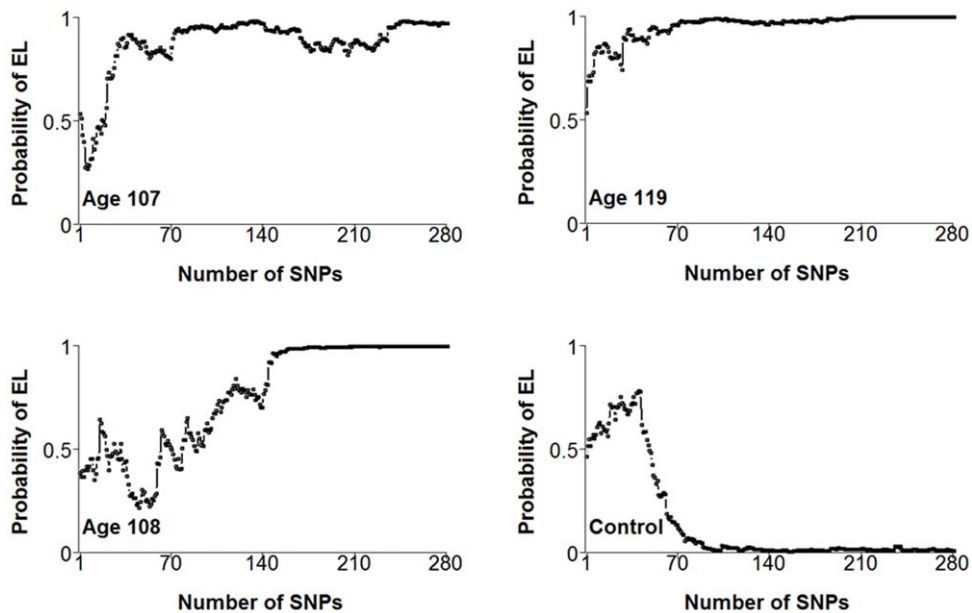 Probability of EL
1
0.5
0
Age 107
1 70 140 210 280
Number of SNPs
Probability of EL
1
0.5
0
Age 119
1 70 140 210 280
Number of SNPs
Probability of EL
1
0.5
0
Age 108
1 70 140 210 280
Number of SNPs
Probability of EL
1
0.5
0
Control
1 70 140 210 280
Number of SNPs